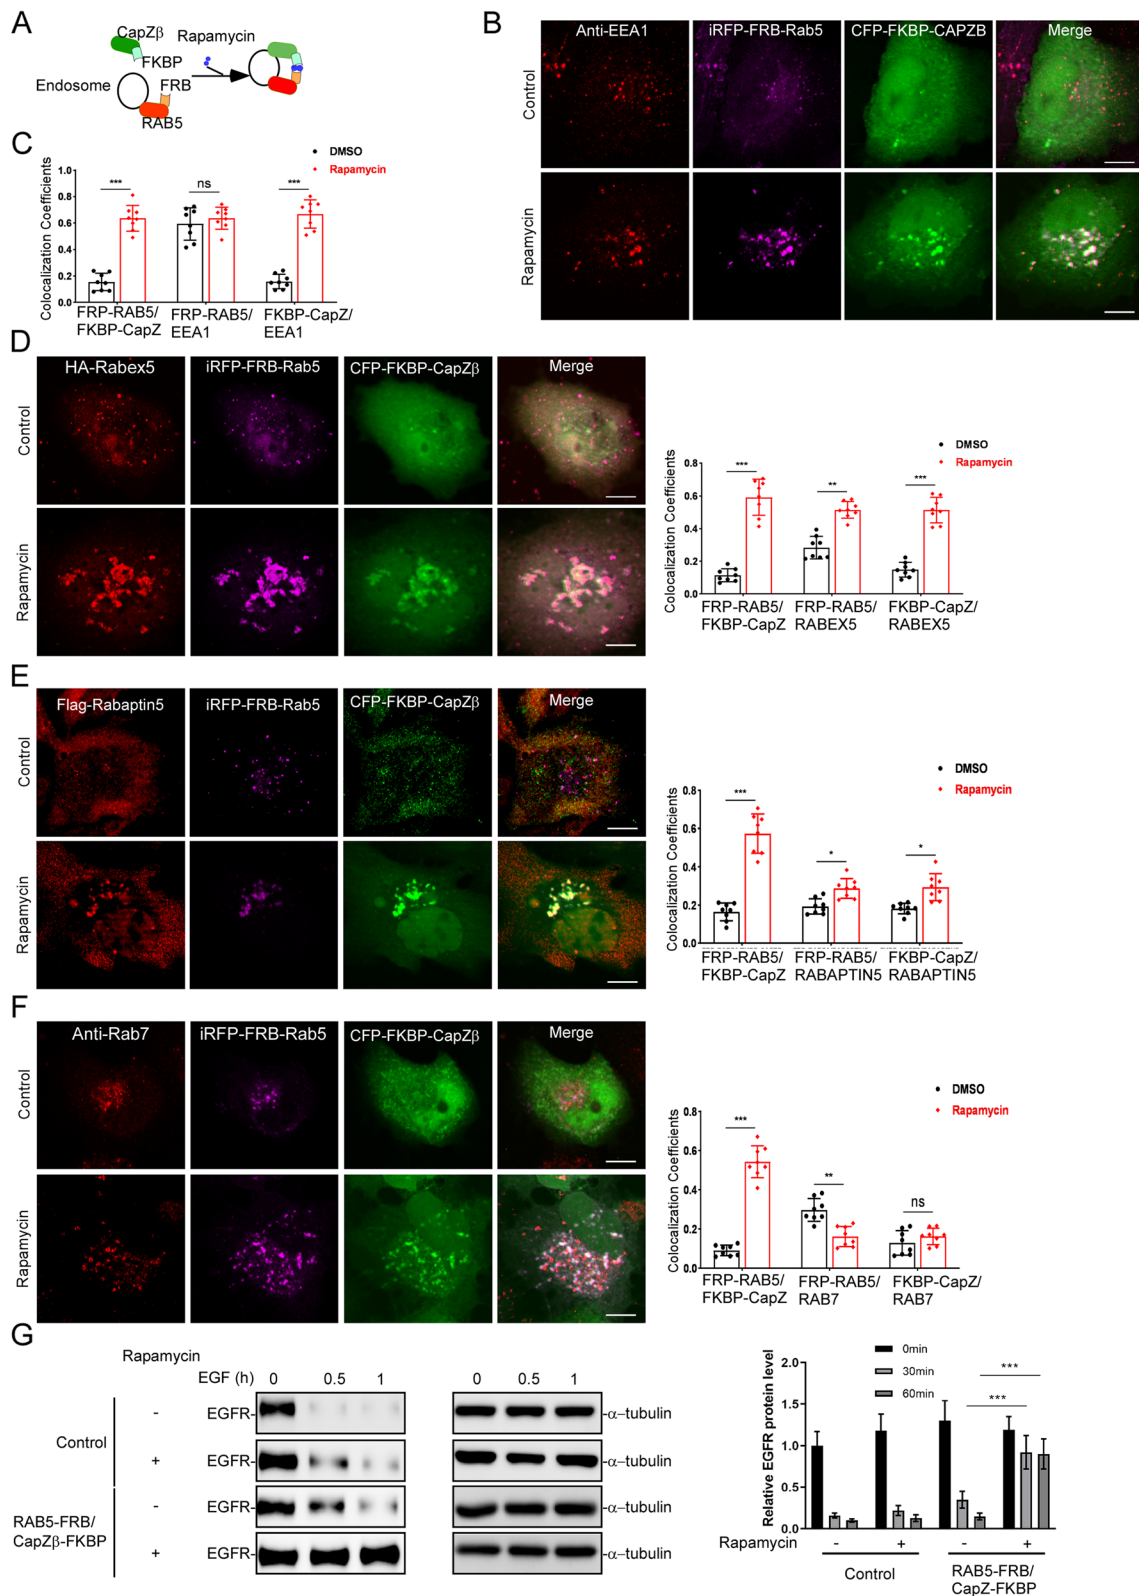 A
CapZβ
Rapamycin
FKBP
Endosome
FRB
RAB5
B
Anti-EEA1
iRFP-FRB-Rab5
CFP-FKBP-CAPZB
Merge
Control
Rapamycin
C
DMSO
Rapamycin
Colocalization Coefficients
1.0
0.8
0.6
0.4
0.2
0.0
***
ns
***
FRP-RAB5/
FKBP-CapZ
FRP-RAB5/
EEA1
FKBP-CapZ/
EEA1
D
HA-Rabex5
iRFP-FRB-Rab5
CFP-FKBP-CapZβ
Merge
Control
Rapamycin
DMSO
Rapamycin
Colocalization Coefficients
0.8
0.6
0.4
0.2
0.0
***
**
***
FRP-RAB5/
FKBP-CapZ
FRP-RAB5/
RABEX5
FKBP-CapZ/
RABEX5
E
Flag-Rabaptin5
iRFP-FRB-Rab5
CFP-FKBP-CapZβ
Merge
Control
Rapamycin
DMSO
Rapamycin
Colocalization Coefficients
0.8
0.6
0.4
0.2
0.0
***
*
*
FRP-RAB5/
FKBP-CapZ
FRP-RAB5/
RABAPTIN5
FKBP-CapZ/
RABAPTIN5
F
Anti-Rab7
iRFP-FRB-Rab5
CFP-FKBP-CapZβ
Merge
Control
Rapamycin
DMSO
Rapamycin
Colocalization Coefficients
0.8
0.6
0.4
0.2
0.0
***
**
ns
FRP-RAB5/
FKBP-CapZ
FRP-RAB5/
RAB7
FKBP-CapZ/
RAB7
G
Rapamycin
EGF (h)
0 0.5 1
0 0.5 1
Control
- EGFR- -α-tubulin
+ EGFR- -α-tubulin
RAB5-FRB/
CapZβ-FKBP
- EGFR- -α-tubulin
+ EGFR- -α-tubulin
0min
30min
60min
Relative EGFR protein level
2.0
1.5
1.0
0.5
0.0
***
***
Rapamycin - + - +
Control
RAB5-FRB/
CapZ-FKBP